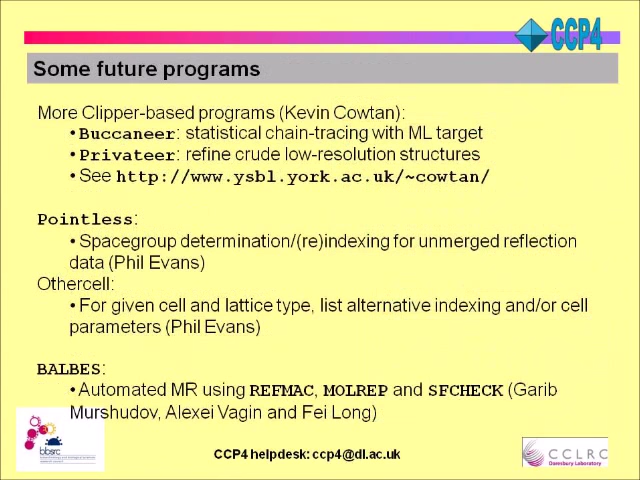 CCP4
Some future programs
More Clipper-based programs (Kevin Cowtan):
• Buccaneer: statistical chain-tracing with ML target
• Privateer: refine crude low-resolution structures
• See http://www.ysbl.york.ac.uk/~cowtan/
Pointless:
• Spacegroup determination/(re)indexing for unmerged reflection
data (Phil Evans)
Othercell:
• For given cell and lattice type, list alternative indexing and/or cell
parameters (Phil Evans)
BALBES:
• Automated MR using REFMAC, MOLREP and SFCHECK (Garib
Murshudov, Alexei Vagin and Fei Long)
bbsrc
CCP4 helpdesk: ccp4@dl.ac.uk
CCLRC
Daresbury Laboratory